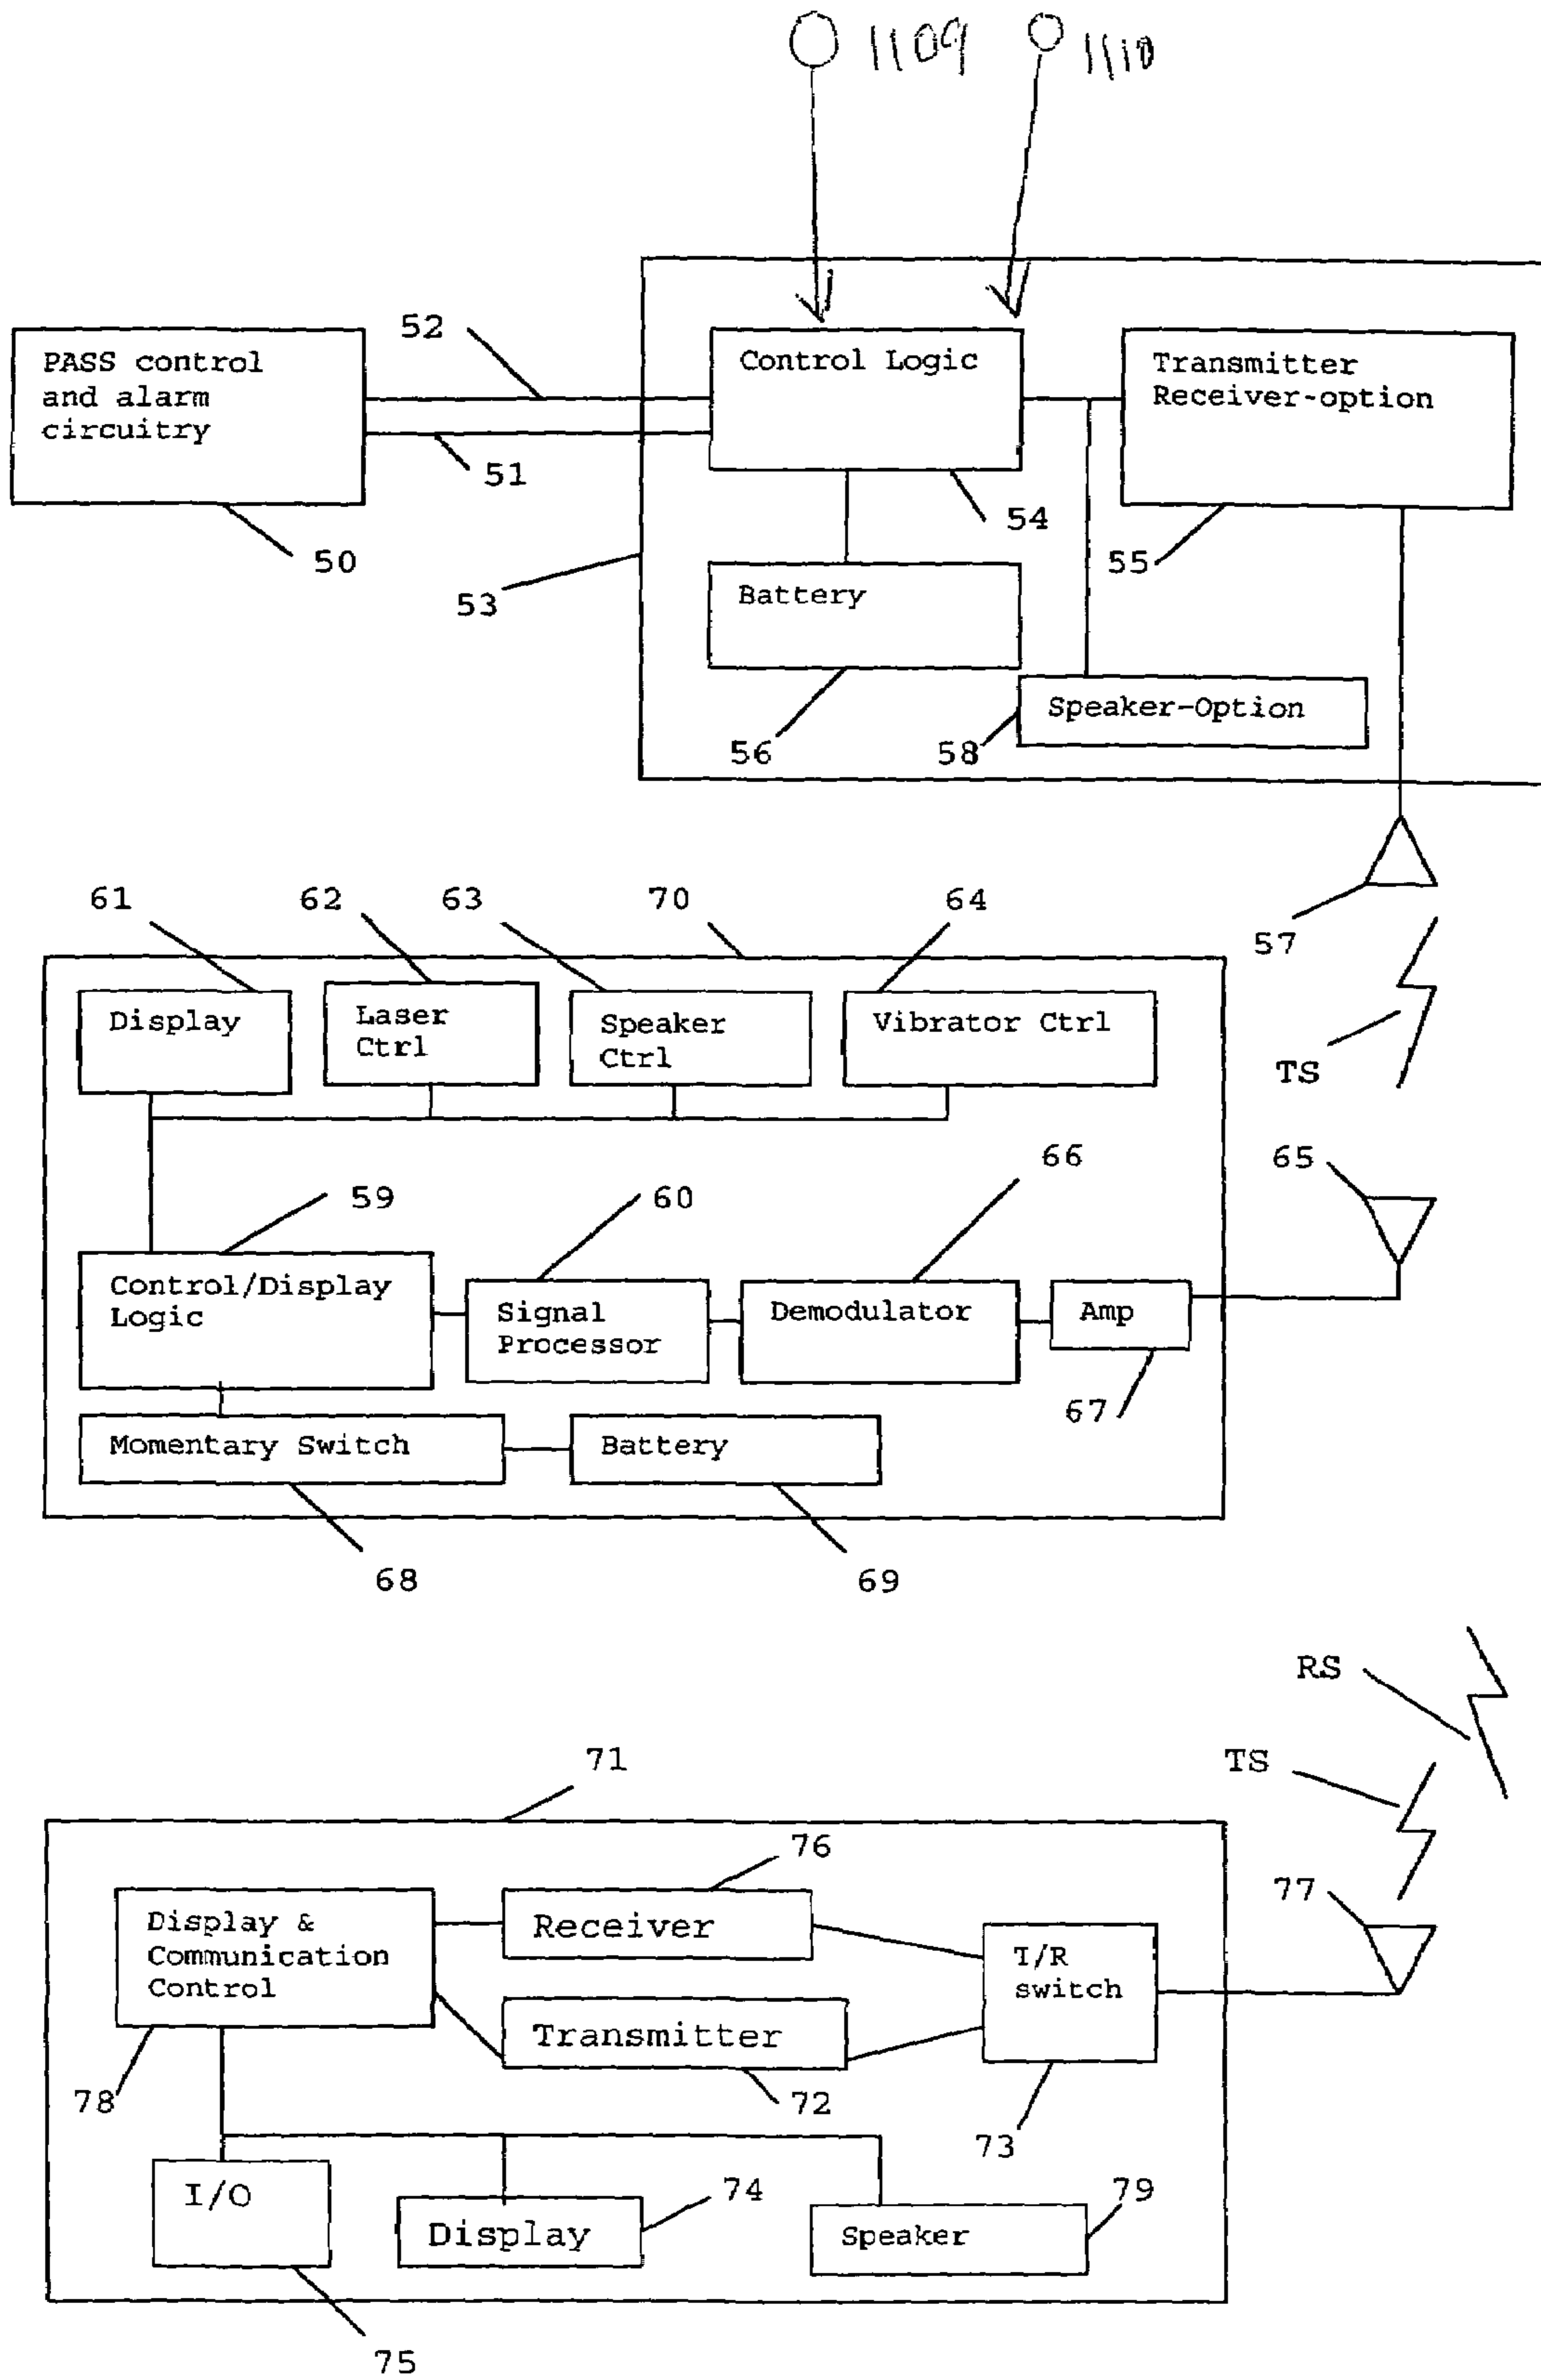 1109 1110
52
PASS control
and alarm
circuitry
Control Logic
Transmitter
Receiver-option
51
54
50
55
53
Battery
Speaker-Option
56
58
57
61 62 63 70 64
TS
Display
Laser
Ctrl
Speaker
Ctrl
Vibrator Ctrl
59 60 66 65
Control/Display
Logic
Signal
Processor
Demodulator
Amp
67
Momentary Switch
Battery
68 69
RS
TS
71
76
77
Display &
Communication
Control
Receiver
T/R
switch
Transmitter
78
72
73
I/O
Display
74
Speaker
79
75